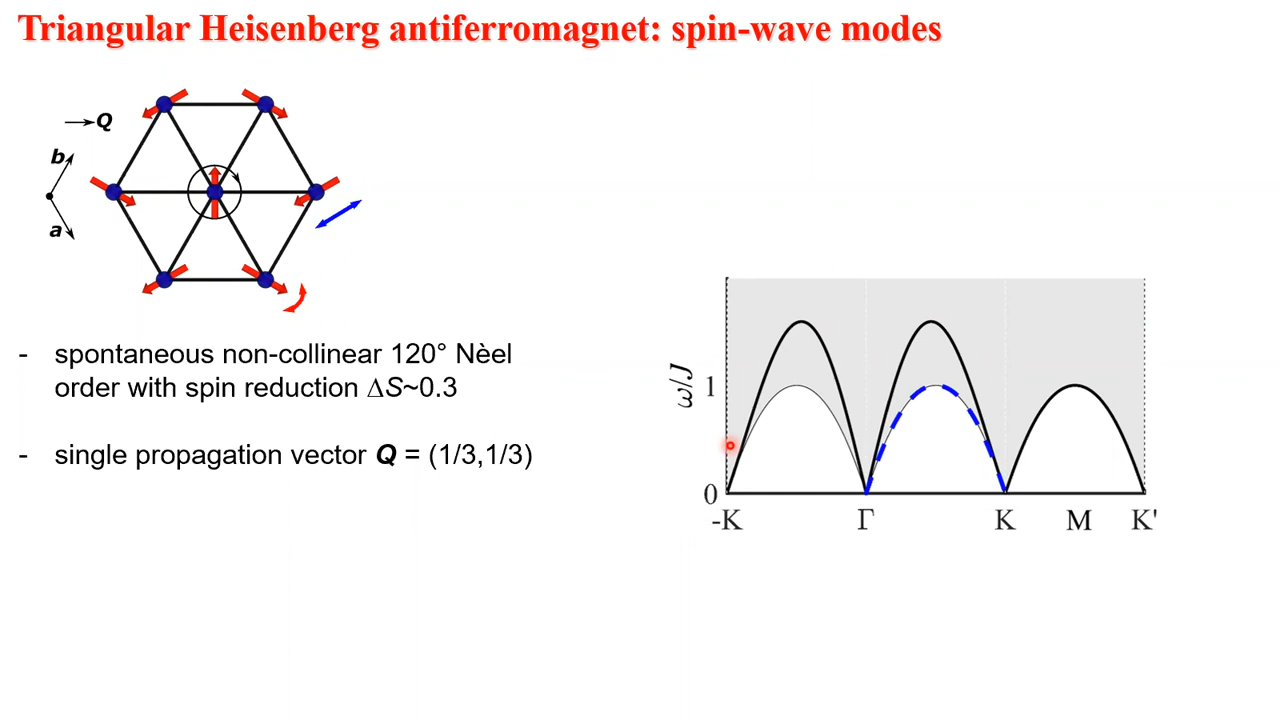 Triangular Heisenberg antiferromagnet: spin-wave modes
Q
b
a
- spontaneous non-collinear 120° Nèel
order with spin reduction ΔS~0.3
- single propagation vector Q = (1/3,1/3)
ω/J
1
0
-K
Γ
K
M
K'